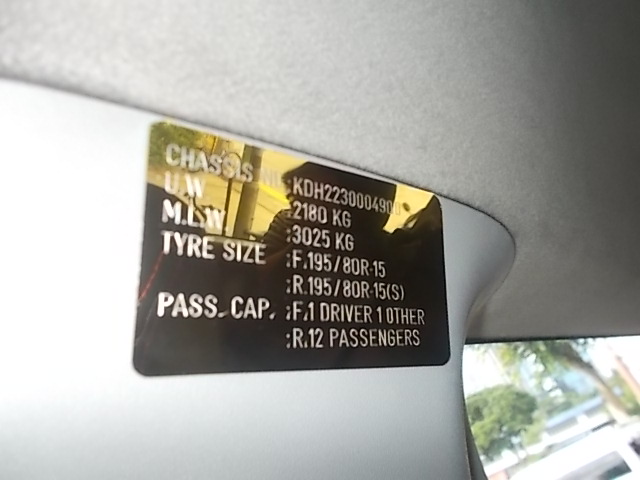 CHASSIS NO :KDH2230004900
U.W :2180 KG
M.L.W :3025 KG
TYRE SIZE :F.195/80R-15
:R.195/80R-15(S)
PASS. CAP. :F.1 DRIVER 1 OTHER
:R.12 PASSENGERS